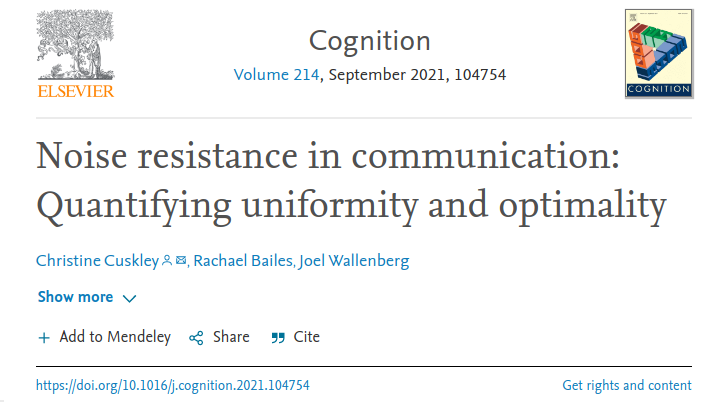 Cognition
Volume 214, September 2021, 104754
ELSEVIER
COGNITION
Noise resistance in communication:
Quantifying uniformity and optimality
Christine Cuskley, Rachael Bailes, Joel Wallenberg
Show more
Add to Mendeley Share Cite
https://doi.org/10.1016/j.cognition.2021.104754 Get rights and content